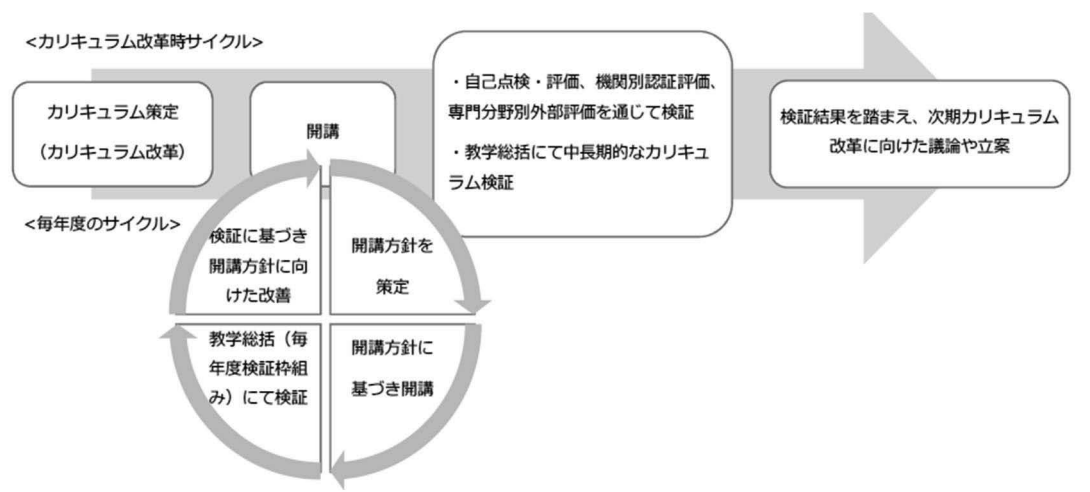 <カリキュラム改革時サイクル>
カリキュラム策定
（カリキュラム改革）
開講
・自己点検・評価、機関別認証評価、
専門分野別外部評価を通じて検証
・教学総括にて中長期的なカリキュ
ラム検証
検証結果を踏まえ、次期カリキュラム
改革に向けた議論や立案
<毎年度のサイクル>
検証に基づき
開講方針に向
けた改善
開講方針を
策定
教学総括（毎
年度検証枠組
み）にて検証
開講方針に
基づき開講